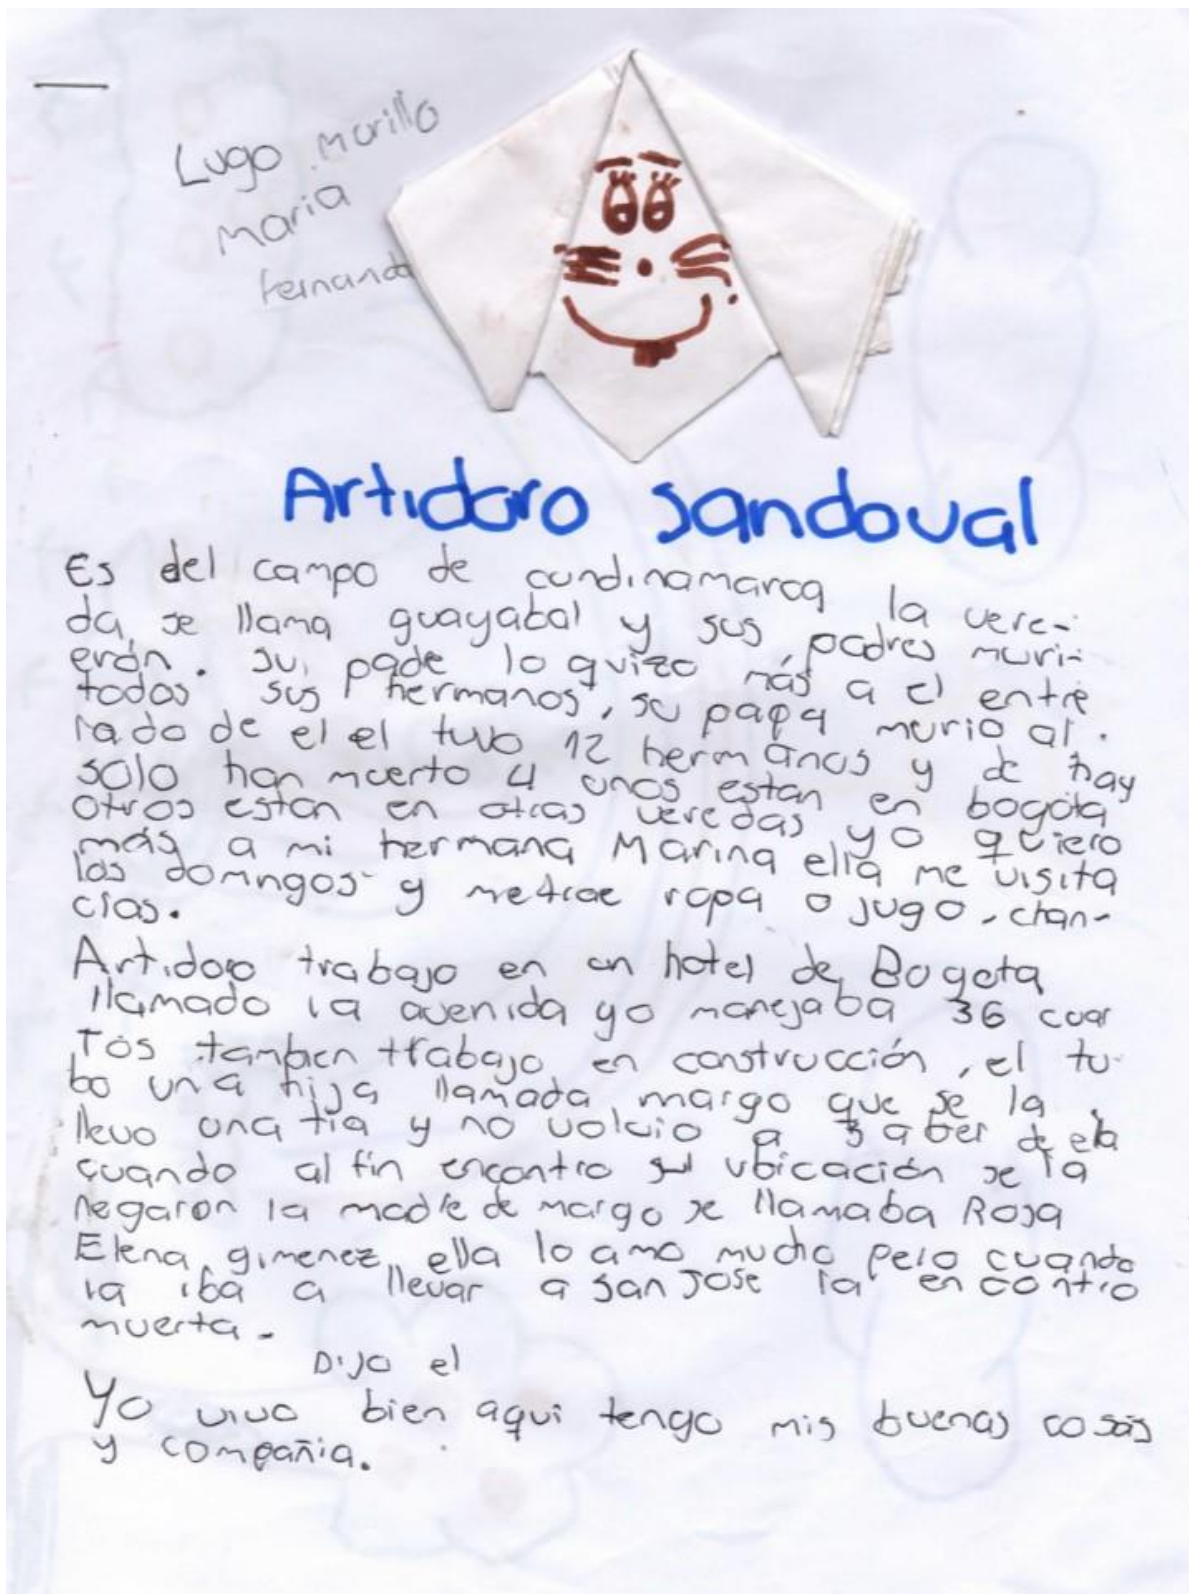 Lugo murillo
maria
fernanda
Artidoro sandoval
Es del campo de cundinamarca la vere-
da, se llama guayabal y sus padres muri-
erón. su pade lo quizo más a el entre
todos sus hermanos, su papa murio al.
rado de el el tuvo 12 hermanos y de hay
solo han muerto 4 unos estan en bogota
otros estan en otras veredas yo quiero
más a mi hermana Marina ella me visita
los domngos y metrae ropa o jugo, chan-
clas.
Artidoro trabajo en un hotel de Bogota
llamado la avenida yo manejaba 36 cuar
Tos tambien trabajo en construcción, el tu-
bo una hija llamada margo que se la
llevo una tia y no volvio a saber de ella
cuando al fin encontro su ubicación se la
negaron la madre de margo se llamaba Rosa
Elena gimenez, ella lo amo mucho pero cuando
la iba a llevar a san Jose la encontro
muerta.
Dijo el
Yo vivo bien aqui tengo mis buenas cosas
y compañia.